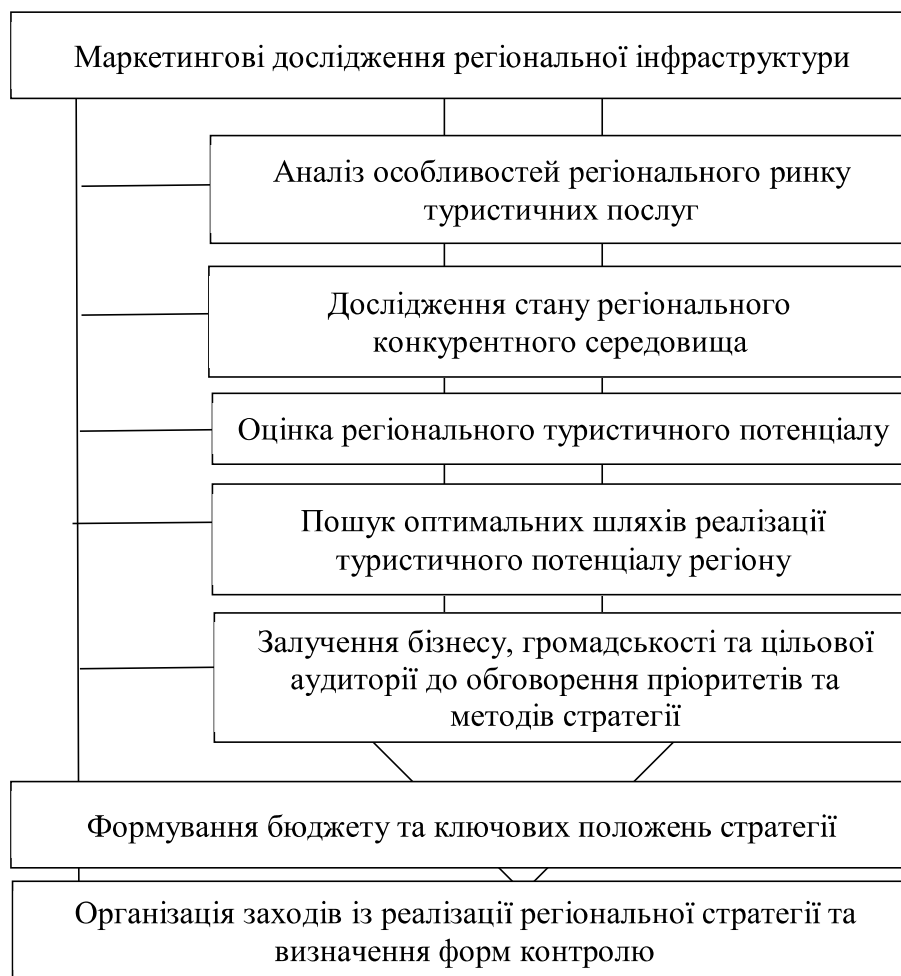 Маркетингові дослідження регіональної інфраструктури
Аналіз особливостей регіонального ринку
туристичних послуг
Дослідження стану регіонального
конкурентного середовища
Оцінка регіонального туристичного потенціалу
Пошук оптимальних шляхів реалізації
туристичного потенціалу регіону
Залучення бізнесу, громадськості та цільової
аудиторії до обговорення пріоритетів та
методів стратегії
Формування бюджету та ключових положень стратегії
Організація заходів із реалізації регіональної стратегії та
визначення форм контролю